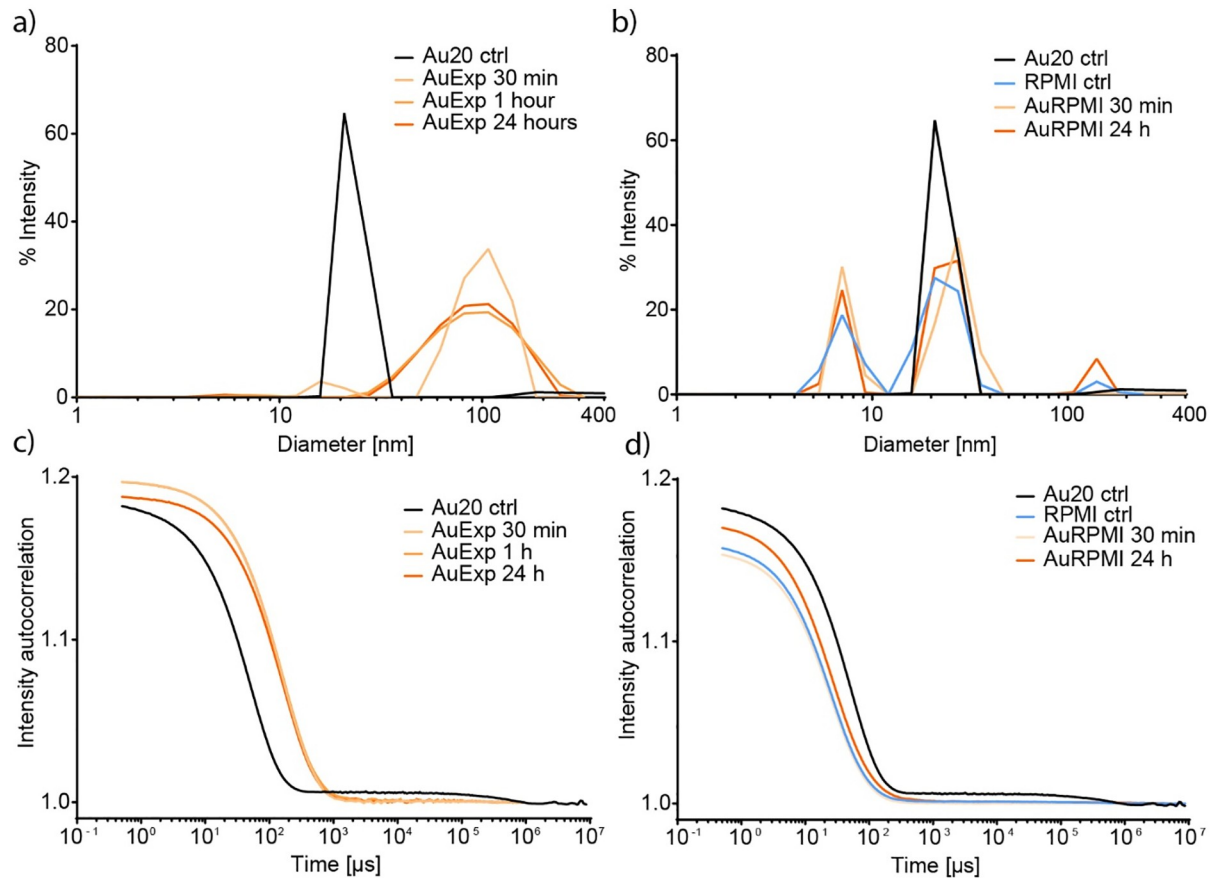 a)
80
60
40
20
0
% Intensity
Au20 ctrl
AuExp 30 min
AuExp 1 hour
AuExp 24 hours
1
10
100
400
Diameter [nm]
b)
80
60
40
20
0
% Intensity
Au20 ctrl
RPMI ctrl
AuRPMI 30 min
AuRPMI 24 h
1
10
100
400
Diameter [nm]
c)
1.2
1.1
1.0
Intensity autocorrelation
Au20 ctrl
AuExp 30 min
AuExp 1 h
AuExp 24 h
10⁻¹ 10⁰ 10¹ 10² 10³ 10⁴ 10⁵ 10⁶ 10⁷
Time [µs]
d)
1.2
1.1
1.0
Intensity autocorrelation
Au20 ctrl
RPMI ctrl
AuRPMI 30 min
AuRPMI 24 h
10⁻¹ 10⁰ 10¹ 10² 10³ 10⁴ 10⁵ 10⁶ 10⁷
Time [µs]